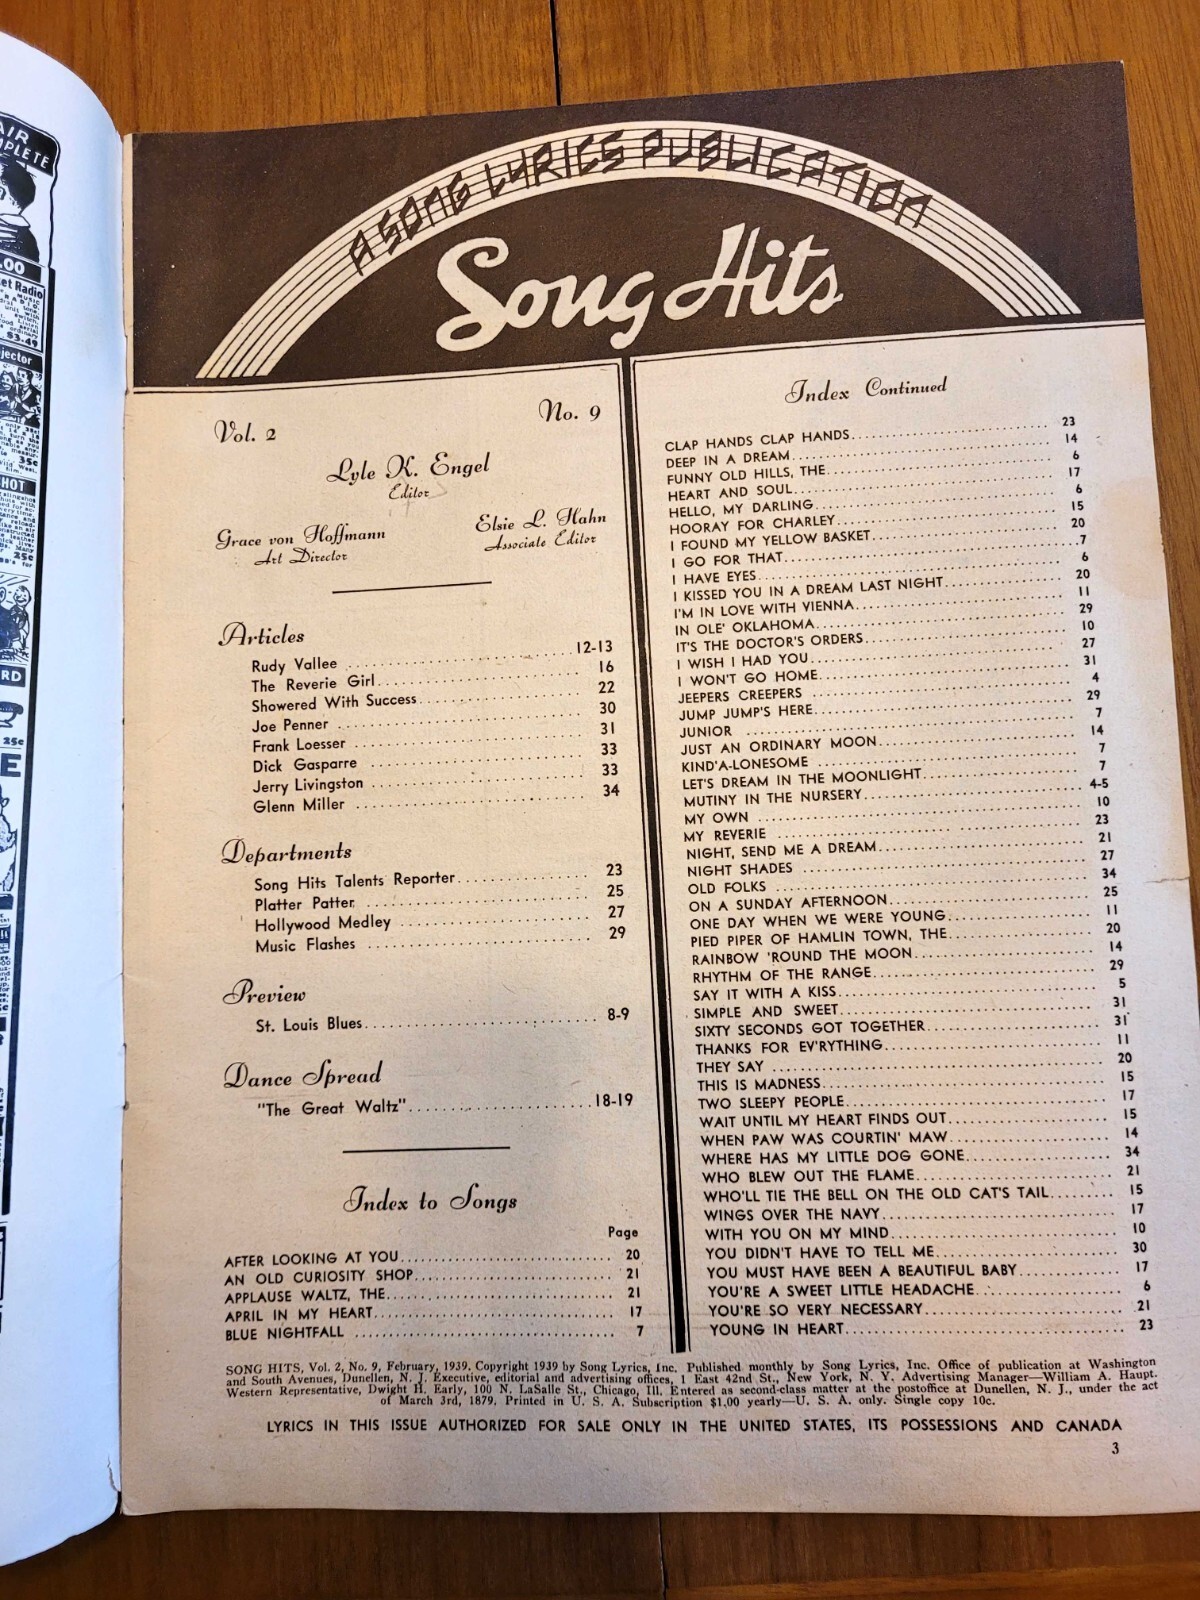 AIR
MPLETE
.00
et Radio
$3.49
jector
35c
HOT
25c
RD
25c
E
A SONG LYRICS PUBLICATION
Song Hits
Vol. 2
No. 9
Lyle K. Engel
Editor
Grace von Hoffmann
Art Director
Elsie L. Hahn
Associate Editor
Articles
Rudy Vallee 12-13
The Reverie Girl 16
Showered With Success 22
Joe Penner 30
Frank Loesser 31
Dick Gasparre 33
Jerry Livingston 33
Glenn Miller 34
Departments
Song Hits Talents Reporter 23
Platter Patter 25
Hollywood Medley 27
Music Flashes 29
Preview
St. Louis Blues 8-9
Dance Spread
"The Great Waltz" 18-19
Index to Songs
Page
AFTER LOOKING AT YOU 20
AN OLD CURIOSITY SHOP 21
APPLAUSE WALTZ, THE 21
APRIL IN MY HEART 17
BLUE NIGHTFALL 7
Index Continued
CLAP HANDS CLAP HANDS 23
DEEP IN A DREAM 14
FUNNY OLD HILLS, THE 6
HEART AND SOUL 17
HELLO, MY DARLING 6
HOORAY FOR CHARLEY 15
I FOUND MY YELLOW BASKET 20
I GO FOR THAT 7
I HAVE EYES 6
I KISSED YOU IN A DREAM LAST NIGHT 20
I'M IN LOVE WITH VIENNA 11
IN OLE' OKLAHOMA 29
IT'S THE DOCTOR'S ORDERS 10
I WISH I HAD YOU 27
I WON'T GO HOME 31
JEEPERS CREEPERS 4
JUMP JUMP'S HERE 29
JUNIOR 7
JUST AN ORDINARY MOON 14
KIND'A-LONESOME 7
LET'S DREAM IN THE MOONLIGHT 7
MUTINY IN THE NURSERY 4-5
MY OWN 10
MY REVERIE 23
NIGHT, SEND ME A DREAM 21
NIGHT SHADES 27
OLD FOLKS 34
ON A SUNDAY AFTERNOON 25
ONE DAY WHEN WE WERE YOUNG 11
PIED PIPER OF HAMLIN TOWN, THE 20
RAINBOW 'ROUND THE MOON 14
RHYTHM OF THE RANGE 29
SAY IT WITH A KISS 5
SIMPLE AND SWEET 31
SIXTY SECONDS GOT TOGETHER 31
THANKS FOR EV'RYTHING 11
THEY SAY 20
THIS IS MADNESS 15
TWO SLEEPY PEOPLE 17
WAIT UNTIL MY HEART FINDS OUT 15
WHEN PAW WAS COURTIN' MAW 14
WHERE HAS MY LITTLE DOG GONE 34
WHO BLEW OUT THE FLAME 21
WHO'LL TIE THE BELL ON THE OLD CAT'S TAIL 15
WINGS OVER THE NAVY 17
WITH YOU ON MY MIND 10
YOU DIDN'T HAVE TO TELL ME 30
YOU MUST HAVE BEEN A BEAUTIFUL BABY 17
YOU'RE A SWEET LITTLE HEADACHE 6
YOU'RE SO VERY NECESSARY 21
YOUNG IN HEART 23
SONG HITS, Vol. 2, No. 9, February, 1939. Copyright 1939 by Song Lyrics, Inc. Published monthly by Song Lyrics, Inc. Office of publication at Washington
and South Avenues, Dunellen, N. J. Executive, editorial and advertising offices, 1 East 42nd St., New York, N. Y. Advertising Manager—William A. Haupt.
Western Representative, Dwight H. Early, 100 N. LaSalle St., Chicago, Ill. Entered as second-class matter at the postoffice at Dunellen, N. J., under the act
of March 3rd, 1879. Printed in U. S. A. Subscription $1.00 yearly—U. S. A. only. Single copy 10c.
LYRICS IN THIS ISSUE AUTHORIZED FOR SALE ONLY IN THE UNITED STATES, ITS POSSESSIONS AND CANADA
3